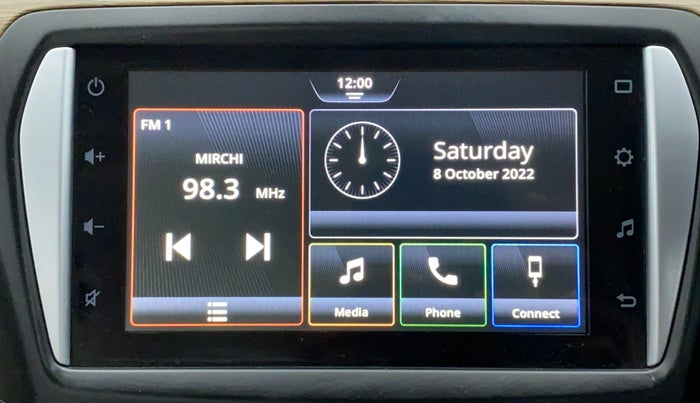 12:00
FM 1
MIRCHI
98.3 MHz
Saturday
8 October 2022
Media
Phone
Connect